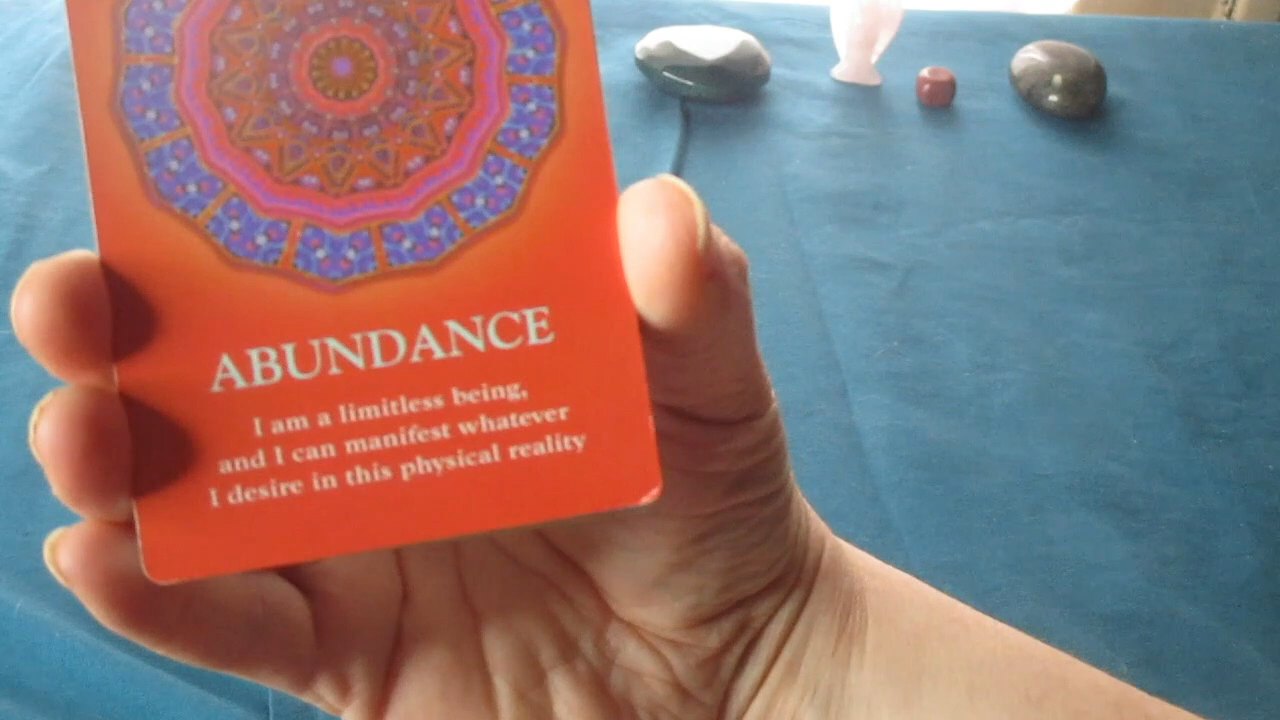 ABUNDANCE
I am a limitless being,
and I can manifest whatever
I desire in this physical reality